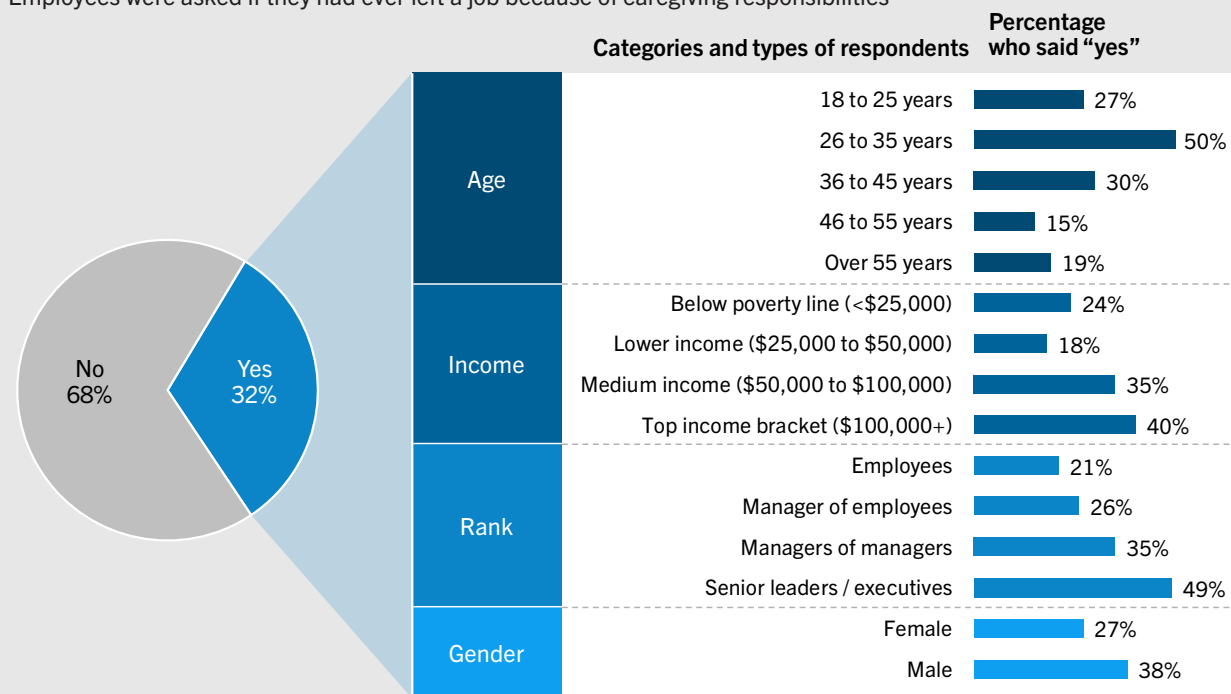 Employees were asked if they had ever left a job because of caregiving responsibilities
Categories and types of respondents
Percentage
who said “yes”
No
68%
Yes
32%
Age
18 to 25 years 27%
26 to 35 years 50%
36 to 45 years 30%
46 to 55 years 15%
Over 55 years 19%
Income
Below poverty line (<$25,000) 24%
Lower income ($25,000 to $50,000) 18%
Medium income ($50,000 to $100,000) 35%
Top income bracket ($100,000+) 40%
Rank
Employees 21%
Manager of employees 26%
Managers of managers 35%
Senior leaders / executives 49%
Gender
Female 27%
Male 38%